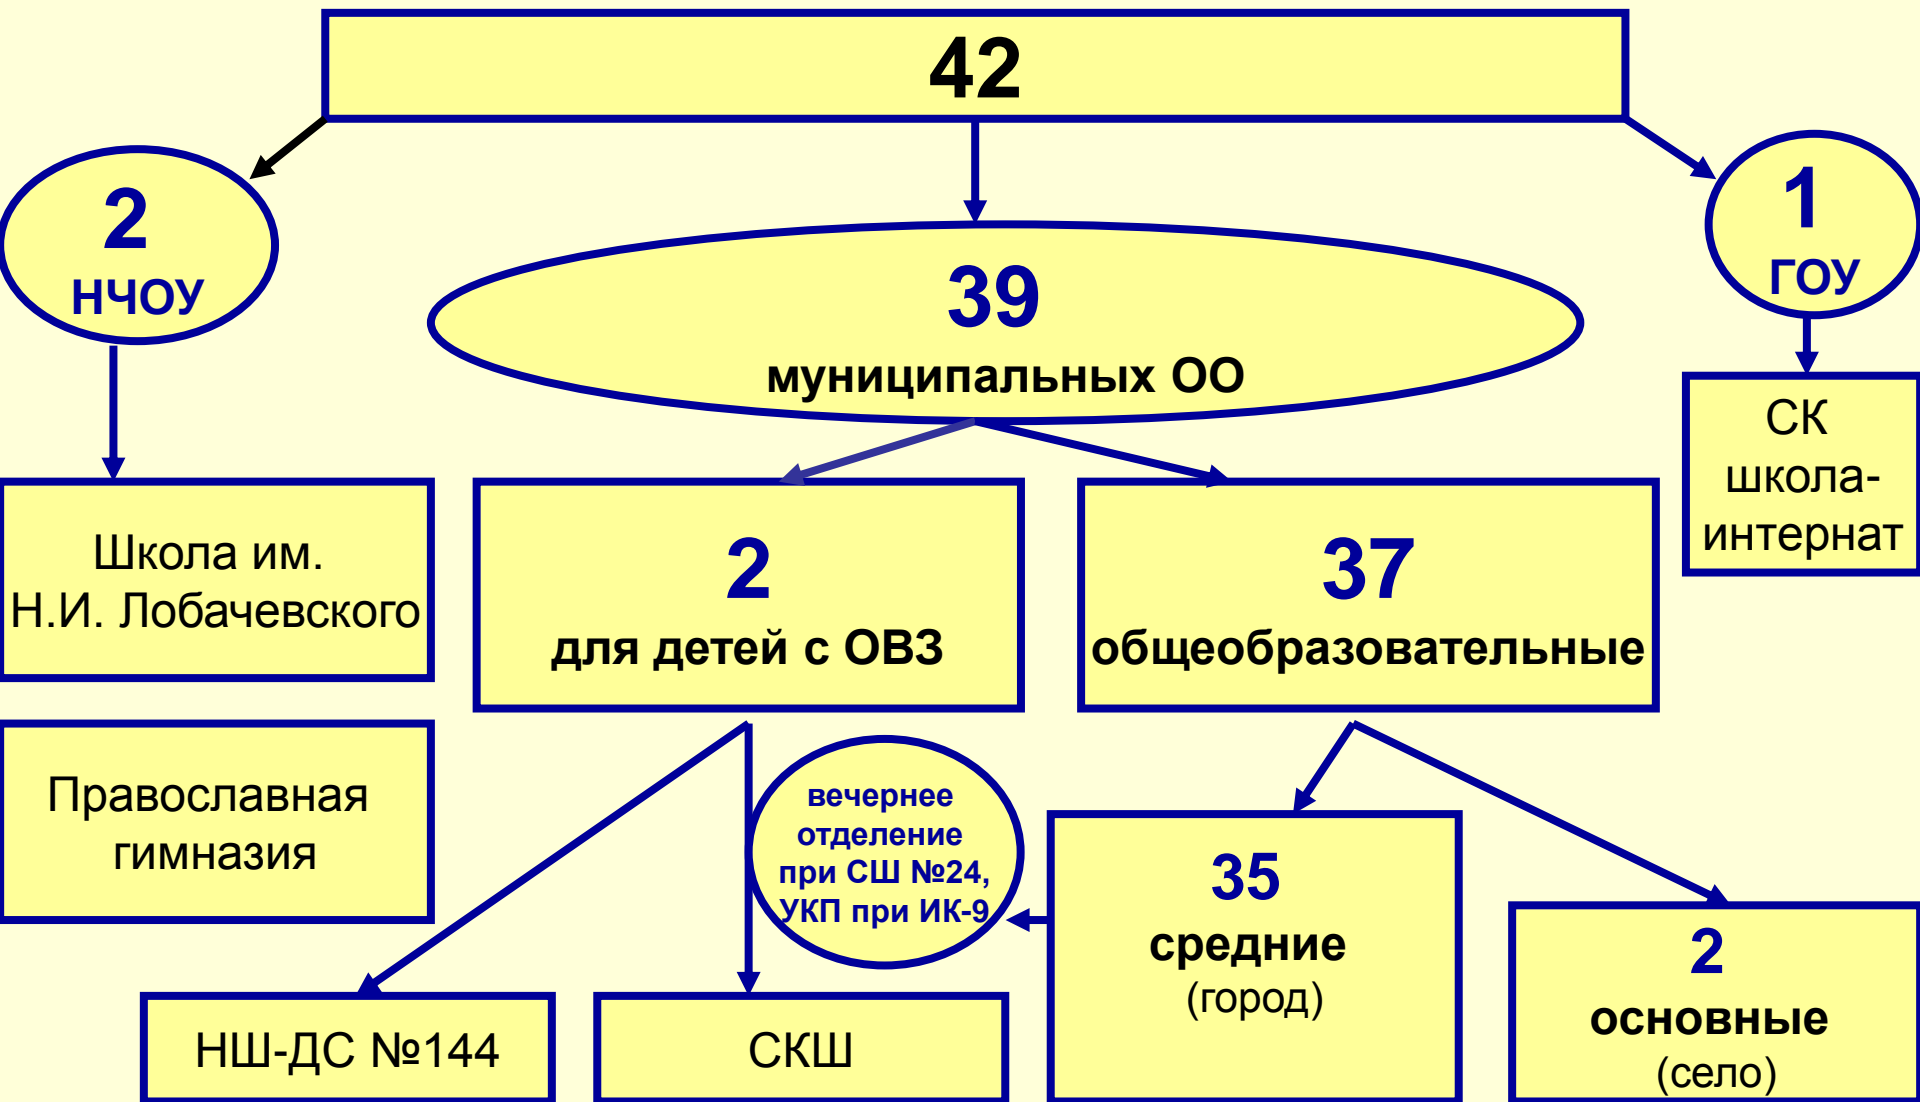 42
2
НЧОУ
39
муниципальных ОО
1
ГОУ
СК
школа-
интернат
Школа им.
Н.И. Лобачевского
2
для детей с ОВЗ
37
общеобразовательные
Православная
гимназия
вечернее
отделение
при СШ №24,
УКП при ИК-9
35
средние
(город)
2
основные
(село)
НШ-ДС №144
СКШ